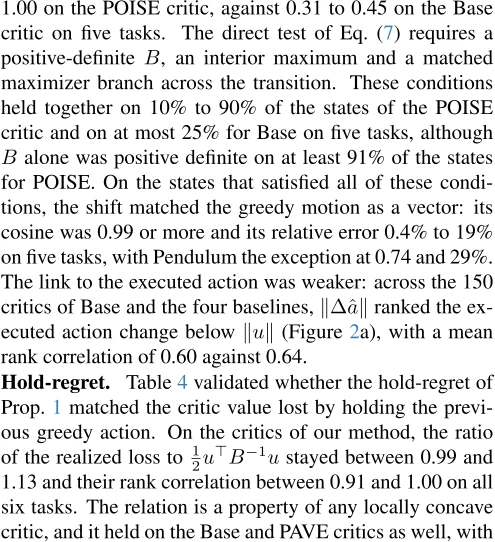 1.00 on the POISE critic, against 0.31 to 0.45 on the Base
critic on five tasks. The direct test of Eq. (7) requires a
positive-definite B, an interior maximum and a matched
maximizer branch across the transition. These conditions
held together on 10% to 90% of the states of the POISE
critic and on at most 25% for Base on five tasks, although
B alone was positive definite on at least 91% of the states
for POISE. On the states that satisfied all of these condi-
tions, the shift matched the greedy motion as a vector: its
cosine was 0.99 or more and its relative error 0.4% to 19%
on five tasks, with Pendulum the exception at 0.74 and 29%.
The link to the executed action was weaker: across the 150
critics of Base and the four baselines, ‖Δâ‖ ranked the ex-
ecuted action change below ‖u‖ (Figure 2a), with a mean
rank correlation of 0.60 against 0.64.
Hold-regret. Table 4 validated whether the hold-regret of
Prop. 1 matched the critic value lost by holding the previ-
ous greedy action. On the critics of our method, the ratio
of the realized loss to ½u⊤B⁻¹u stayed between 0.99 and
1.13 and their rank correlation between 0.91 and 1.00 on all
six tasks. The relation is a property of any locally concave
critic, and it held on the Base and PAVE critics as well, with